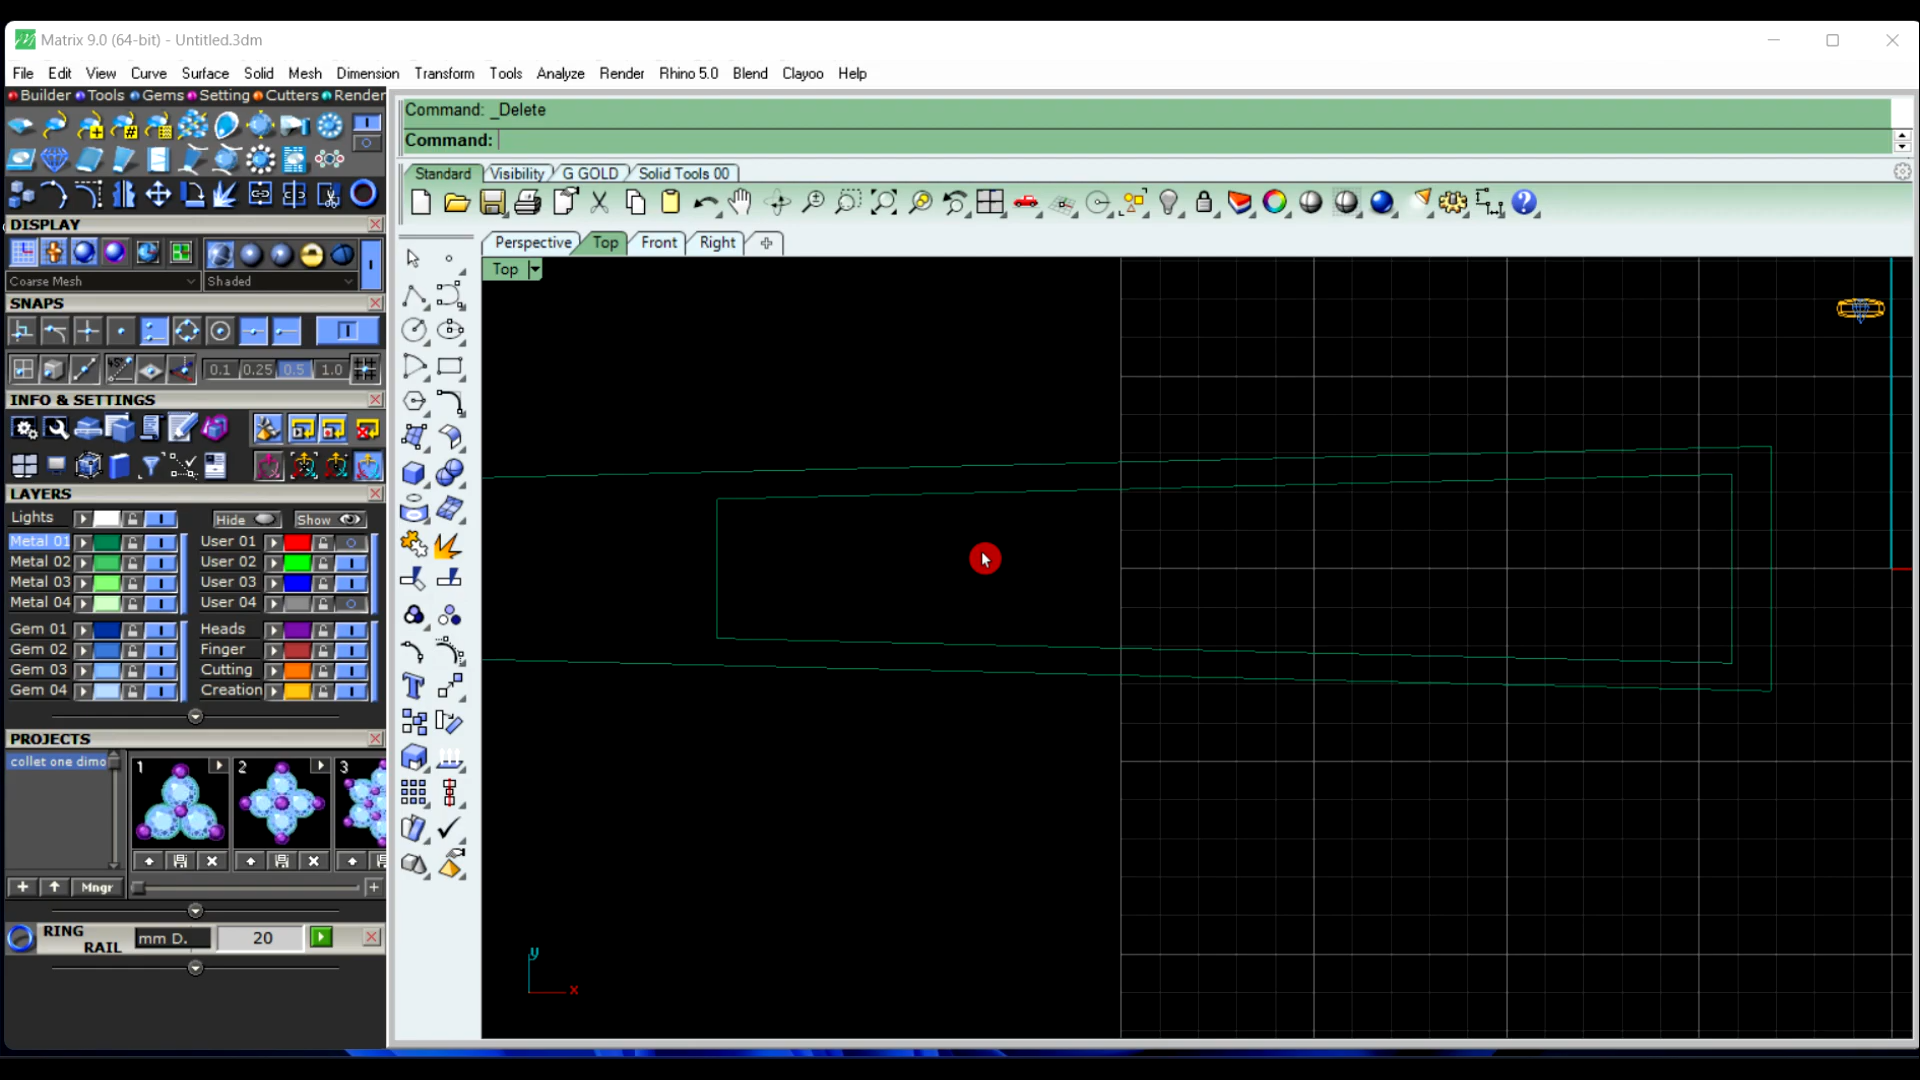 Matrix 9.0 (64-bit) - Untitled.3dm
File Edit View Curve Surface Solid Mesh Dimension Transform Tools Analyze Render Rhino 5.0 Blend Clayoo Help
Builder Tools Gems Setting Cutters Render
Command: _Delete
Command:
Standard Visibility G GOLD Solid Tools 00
DISPLAY
Perspective Top Front Right
Top
Coarse Mesh Shaded
SNAPS
0.1 0.25 0.5 1.0
INFO & SETTINGS
LAYERS
Lights Hide Show
Metal 01 User 01
Metal 02 User 02
Metal 03 User 03
Metal 04 User 04
Gem 01 Heads
Gem 02 Finger
Gem 03 Cutting
Gem 04 Creation
PROJECTS
collet one dimo
1 2 3
Mngr
RING RAIL mm D. 20
y
x